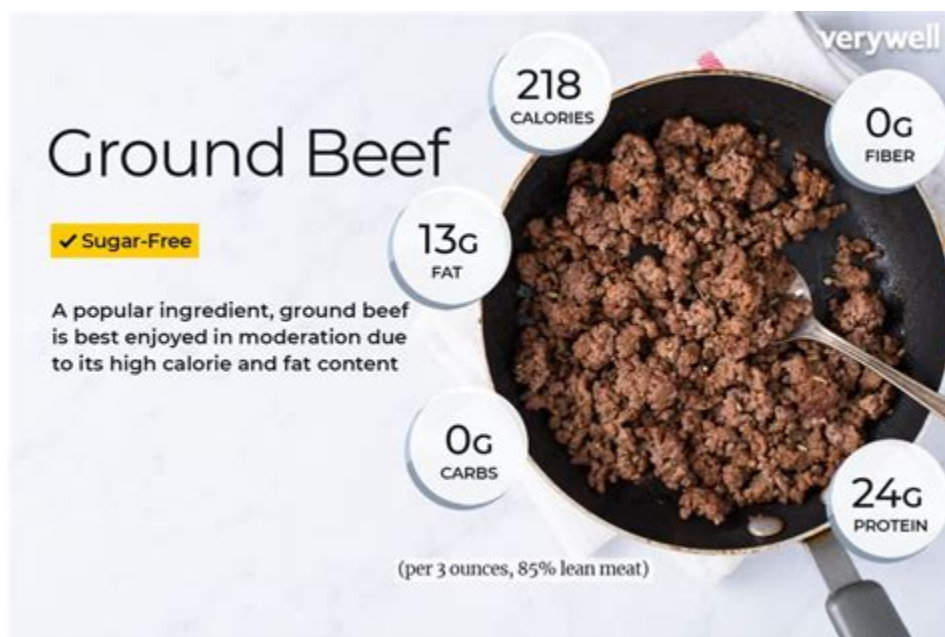 verywell
218
CALORIES
0G
FIBER
Ground Beef
✓ Sugar-Free
13G
FAT
A popular ingredient, ground beef
is best enjoyed in moderation due
to its high calorie and fat content
0G
CARBS
24G
PROTEIN
(per 3 ounces, 85% lean meat)